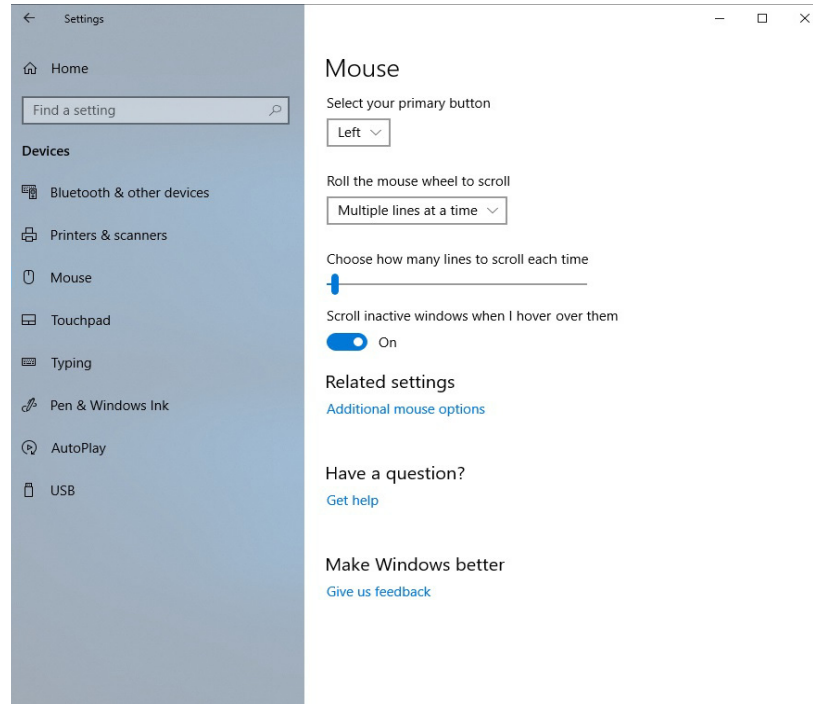 Settings
Home
Find a setting
Devices
Bluetooth & other devices
Printers & scanners
Mouse
Touchpad
Typing
Pen & Windows Ink
AutoPlay
USB
Mouse
Select your primary button
Left
Roll the mouse wheel to scroll
Multiple lines at a time
Choose how many lines to scroll each time
Scroll inactive windows when I hover over them
On
Related settings
Additional mouse options
Have a question?
Get help
Make Windows better
Give us feedback